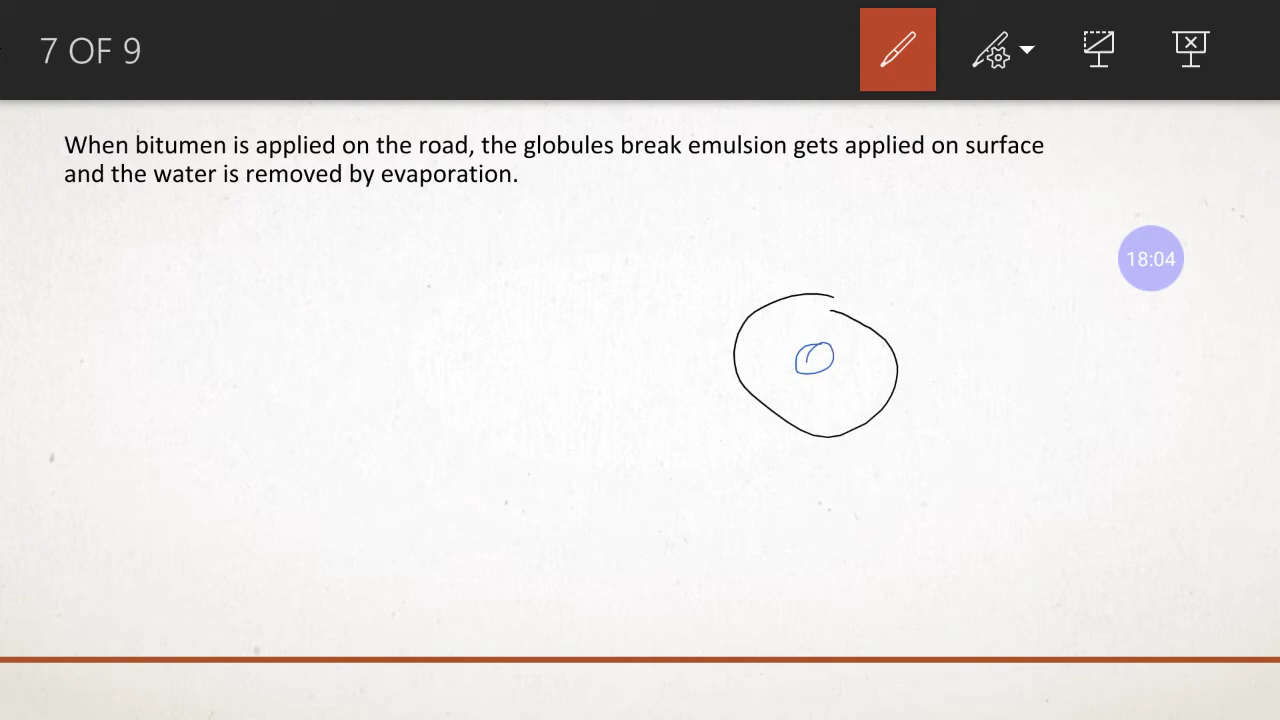 7 OF 9
When bitumen is applied on the road, the globules break emulsion gets applied on surface
and the water is removed by evaporation.
18:04